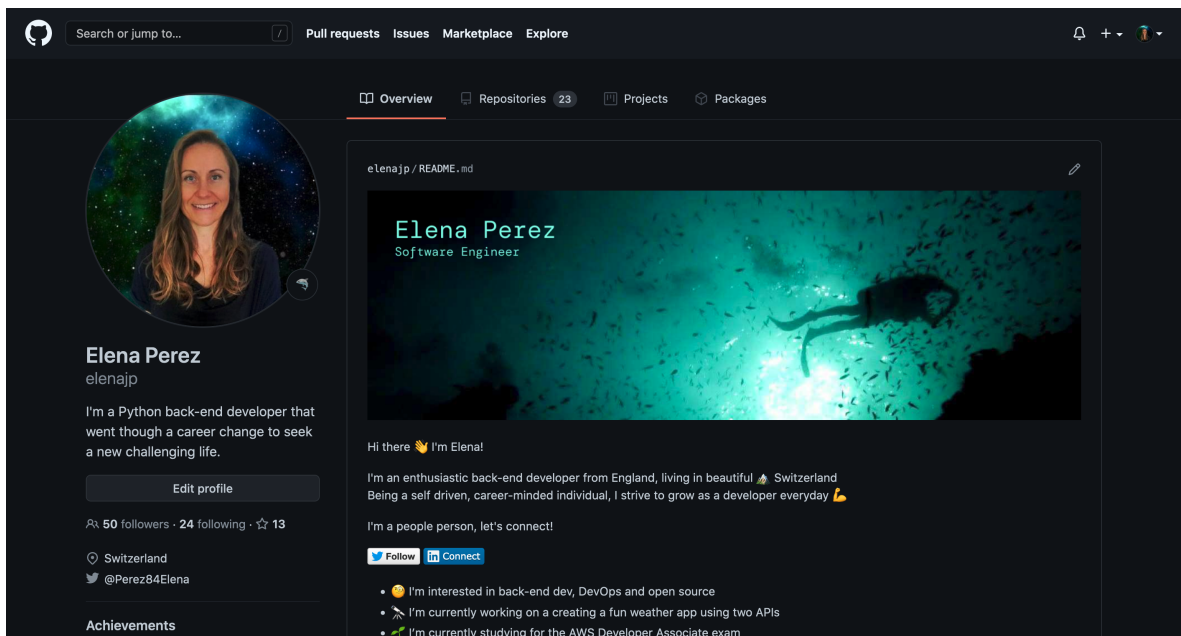 Search or jump to...
/
Pull requests Issues Marketplace Explore
Overview Repositories 23 Projects Packages
elenajp/README.md
Elena Perez
Software Engineer
Elena Perez
elenajp
I'm a Python back-end developer that
went though a career change to seek
a new challenging life.
Edit profile
50 followers · 24 following · 13
Switzerland
@Perez84Elena
Achievements
Hi there 👋 I'm Elena!
I'm an enthusiastic back-end developer from England, living in beautiful 🏔️ Switzerland
Being a self driven, career-minded individual, I strive to grow as a developer everyday 💪
I'm a people person, let's connect!
Follow in Connect
• 🧐 I'm interested in back-end dev, DevOps and open source
• 🔭 I'm currently working on a creating a fun weather app using two APIs
• 🌱 I'm currently studying for the AWS Developer Associate exam